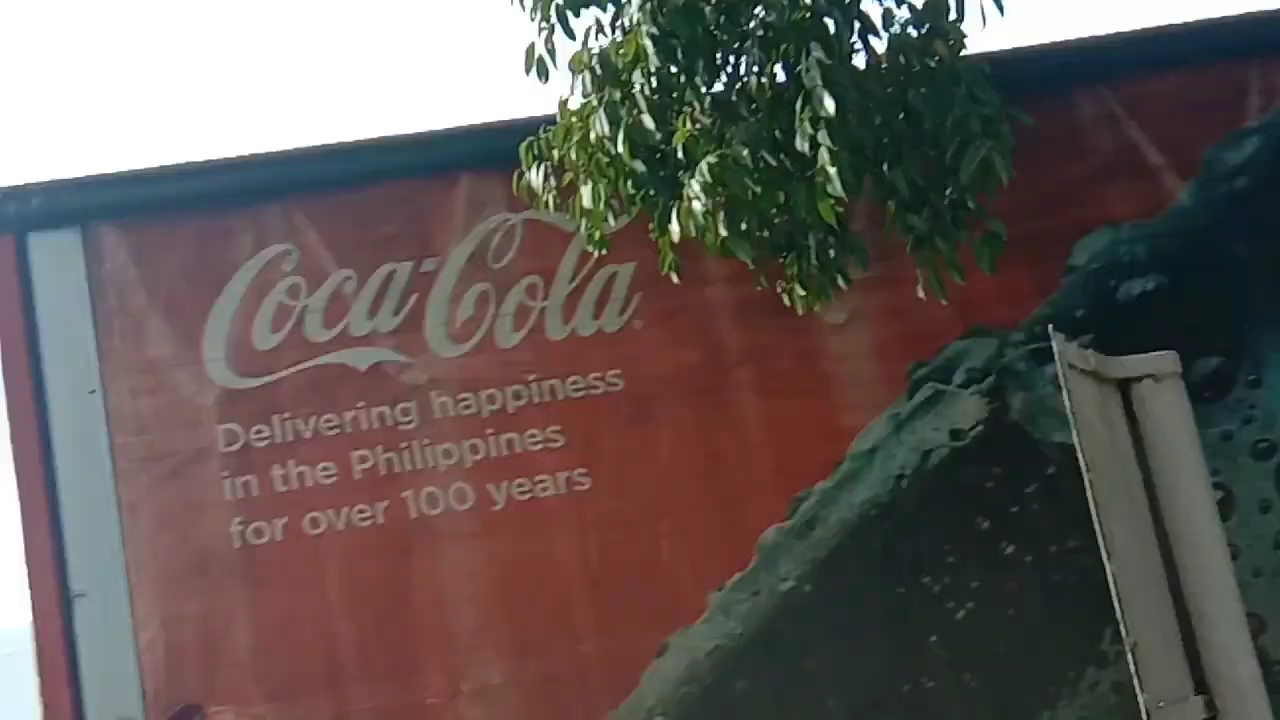 Coca-Cola
Delivering happiness
in the Philippines
for over 100 years